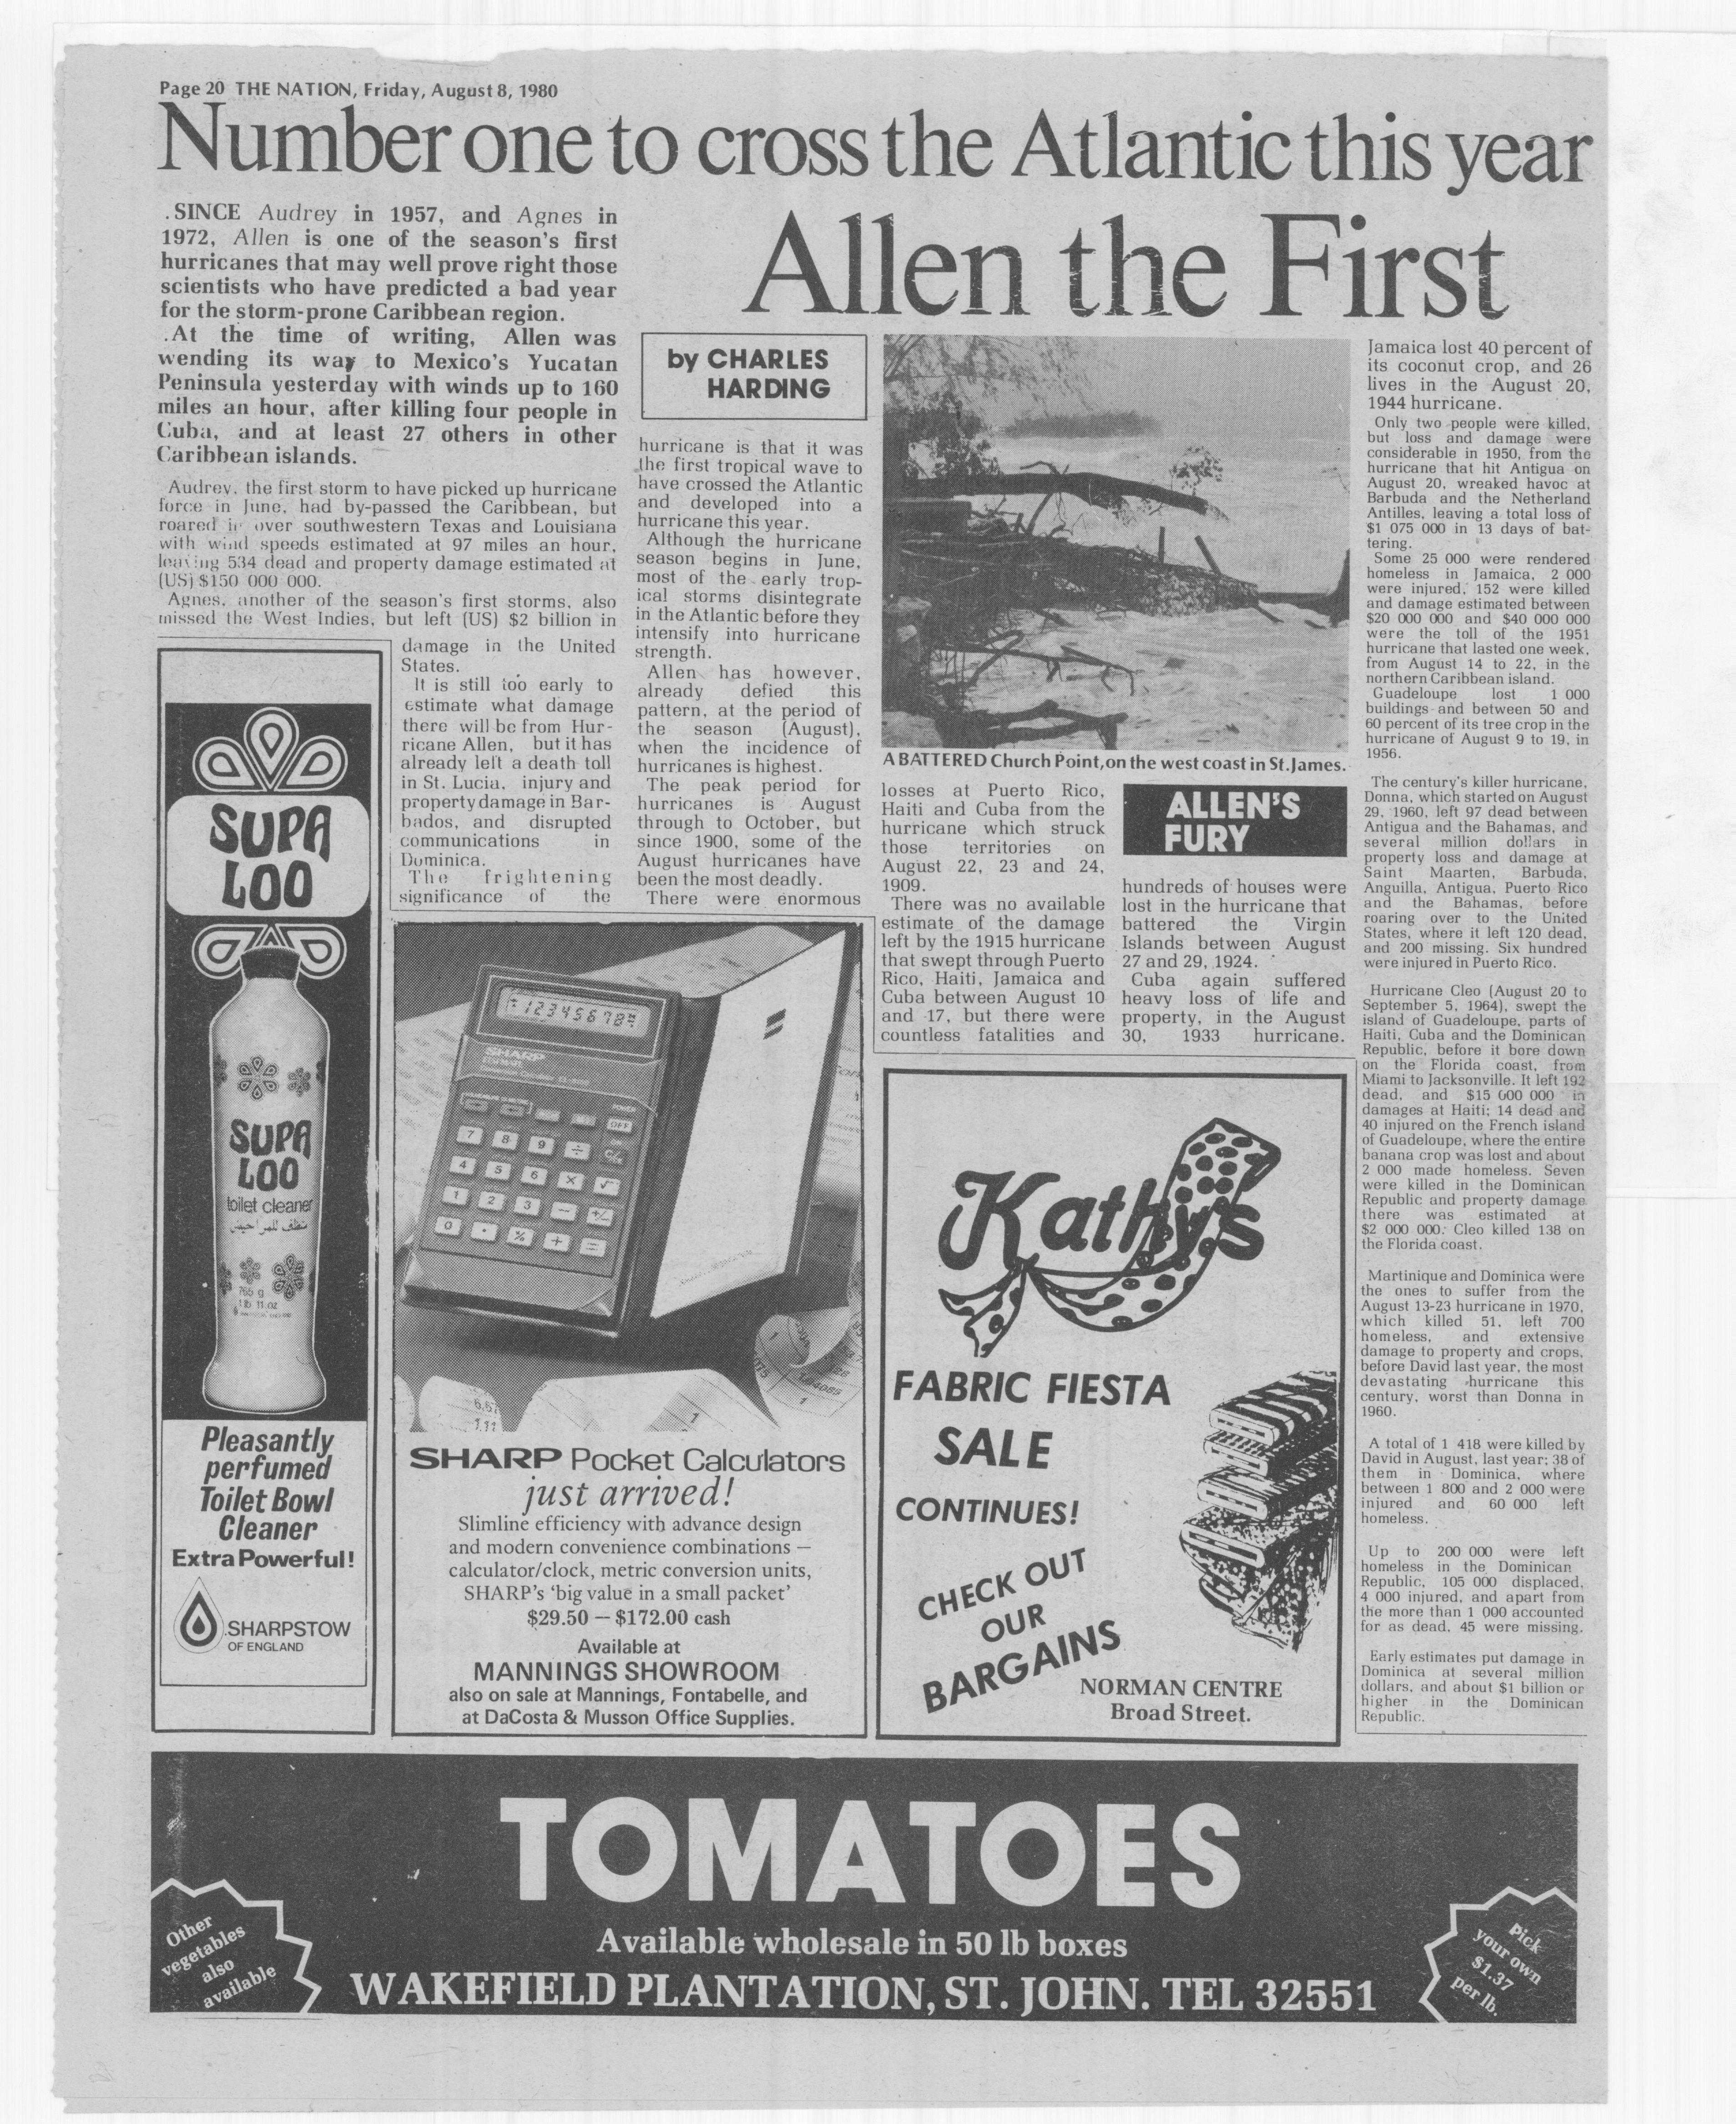 Page 20 THE NATION, Friday, August 8, 1980
Number one to cross the Atlantic this year
Allen the First
.SINCE Audrey in 1957, and Agnes in
1972, Allen is one of the season's first
hurricanes that may well prove right those
scientists who have predicted a bad year
for the storm-prone Caribbean region.
.At the time of writing, Allen was
wending its way to Mexico's Yucatan
Peninsula yesterday with winds up to 160
miles an hour, after killing four people in
Cuba, and at least 27 others in other
Caribbean islands.
Audrey, the first storm to have picked up hurricane
force in June, had by-passed the Caribbean, but
roared in over southwestern Texas and Louisiana
with wind speeds estimated at 97 miles an hour,
leaving 534 dead and property damage estimated at
(US) $150 000 000.
Agnes, another of the season's first storms, also
missed the West Indies, but left (US) $2 billion in
damage in the United
States.
It is still too early to
estimate what damage
there will be from Hur-
ricane Allen, but it has
already left a death toll
in St. Lucia, injury and
property damage in Bar-
bados, and disrupted
communications in
Dominica.
The frightening
significance of the
by CHARLES
HARDING
hurricane is that it was
the first tropical wave to
have crossed the Atlantic
and developed into a
hurricane this year.
Although the hurricane
season begins in June,
most of the early trop-
ical storms disintegrate
in the Atlantic before they
intensify into hurricane
strength.
Allen has however,
already defied this
pattern, at the period of
the season (August),
when the incidence of
hurricanes is highest.
The peak period for
hurricanes is August
through to October, but
since 1900, some of the
August hurricanes have
been the most deadly.
There were enormous
A BATTERED Church Point, on the west coast in St. James.
losses at Puerto Rico,
Haiti and Cuba from the
hurricane which struck
those territories on
August 22, 23 and 24,
1909.
There was no available
estimate of the damage
left by the 1915 hurricane
that swept through Puerto
Rico, Haiti, Jamaica and
Cuba between August 10
and 17, but there were
countless fatalities and
ALLEN'S
FURY
hundreds of houses were
lost in the hurricane that
battered the Virgin
Islands between August
27 and 29, 1924.
Cuba again suffered
heavy loss of life and
property, in the August
30, 1933 hurricane.
Jamaica lost 40 percent of
its coconut crop, and 26
lives in the August 20,
1944 hurricane.
Only two people were killed,
but loss and damage were
considerable in 1950, from the
hurricane that hit Antigua on
August 20, wreaked havoc at
Barbuda and the Netherland
Antilles, leaving a total loss of
$1 075 000 in 13 days of bat-
tering.
Some 25 000 were rendered
homeless in Jamaica, 2 000
were injured, 152 were killed
and damage estimated between
$20 000 000 and $40 000 000
were the toll of the 1951
hurricane that lasted one week,
from August 14 to 22, in the
northern Caribbean island.
Guadeloupe lost 1 000
buildings and between 50 and
60 percent of its tree crop in the
hurricane of August 9 to 19, in
1956.
The century's killer hurricane,
Donna, which started on August
29, 1960, left 97 dead between
Antigua and the Bahamas, and
several million dollars in
property loss and damage at
Saint Maarten, Barbuda,
Anguilla, Antigua, Puerto Rico
and the Bahamas, before
roaring over to the United
States, where it left 120 dead,
and 200 missing. Six hundred
were injured in Puerto Rico.
Hurricane Cleo (August 20 to
September 5, 1964), swept the
island of Guadeloupe, parts of
Haiti, Cuba and the Dominican
Republic, before it bore down
on the Florida coast, from
Miami to Jacksonville. It left 192
dead, and $15 000 000 in
damages at Haiti; 14 dead and
40 injured on the French island
of Guadeloupe, where the entire
banana crop was lost and about
2 000 made homeless. Seven
were killed in the Dominican
Republic and property damage
there was estimated at
$2 000 000. Cleo killed 138 on
the Florida coast.
Martinique and Dominica were
the ones to suffer from the
August 13-23 hurricane in 1970,
which killed 51, left 700
homeless, and extensive
damage to property and crops,
before David last year, the most
devastating hurricane this
century, worst than Donna in
1960.
A total of 1 418 were killed by
David in August, last year; 38 of
them in Dominica, where
between 1 800 and 2 000 were
injured and 60 000 left
homeless.
Up to 200 000 were left
homeless in the Dominican
Republic, 105 000 displaced,
4 000 injured, and apart from
the more than 1 000 accounted
for as dead, 45 were missing.
Early estimates put damage in
Dominica at several million
dollars, and about $1 billion or
higher in the Dominican
Republic.
SUPA
LOO
SUPA
LOO
toilet cleaner
منظف للمراحيض
765 g
1 lb 11 oz
Pleasantly
perfumed
Toilet Bowl
Cleaner
Extra Powerful!
SHARPSTOW
OF ENGLAND
12345678
SHARP
POWER
OFF
7 8 9 ÷ C/CE
4 5 6 × √
1 2 3 − +/−
0 · % + =
SHARP Pocket Calculators
just arrived!
Slimline efficiency with advance design
and modern convenience combinations —
calculator/clock, metric conversion units,
SHARP's 'big value in a small packet'
$29.50 — $172.00 cash
Available at
MANNINGS SHOWROOM
also on sale at Mannings, Fontabelle, and
at DaCosta & Musson Office Supplies.
Kathy's
FABRIC FIESTA
SALE
CONTINUES!
CHECK OUT
OUR
BARGAINS
NORMAN CENTRE
Broad Street.
TOMATOES
Available wholesale in 50 lb boxes
WAKEFIELD PLANTATION, ST. JOHN. TEL 32551
Other
vegetables
also
available
Pick
your own
$1.37
per lb.